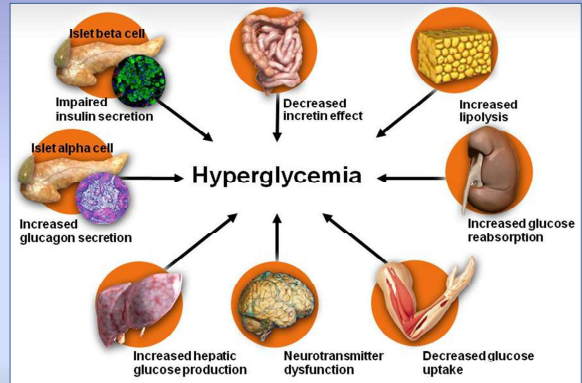 Islet beta cell
Impaired
insulin secretion
Decreased
incretin effect
Increased
lipolysis
Islet alpha cell
Increased
glucagon secretion
Hyperglycemia
Increased glucose
reabsorption
Increased hepatic
glucose production
Neurotransmitter
dysfunction
Decreased glucose
uptake